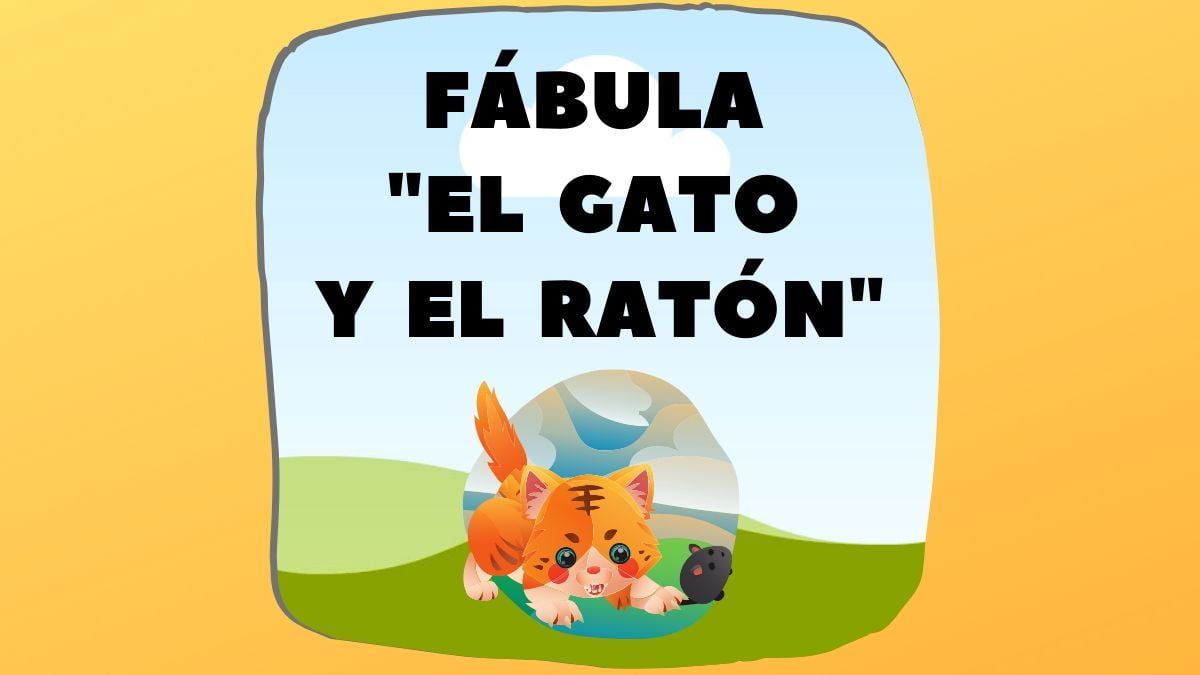 FÁBULA
"EL GATO
Y EL RATÓN"